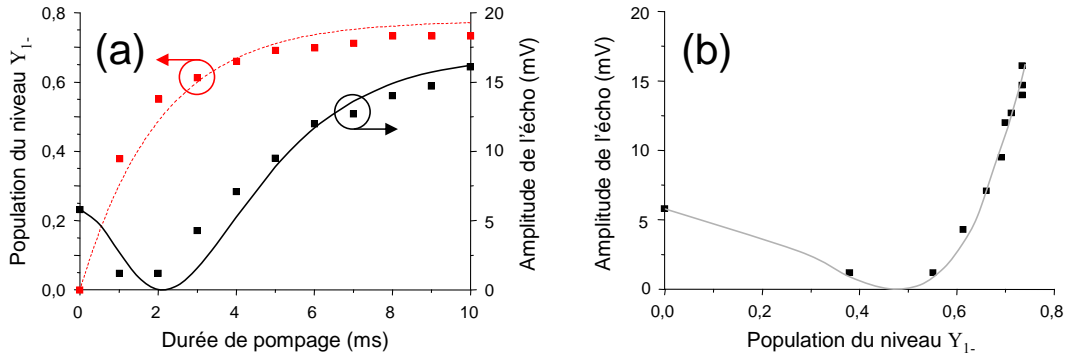 (a)
Population du niveau Y1-
0,8
0,6
0,4
0,2
0,0
0 2 4 6 8 10
Durée de pompage (ms)
20
15
10
5
0
Amplitude de l'écho (mV)
(b)
Amplitude de l'écho (mV)
20
15
10
5
0
0,0 0,2 0,4 0,6 0,8
Population du niveau Y1-